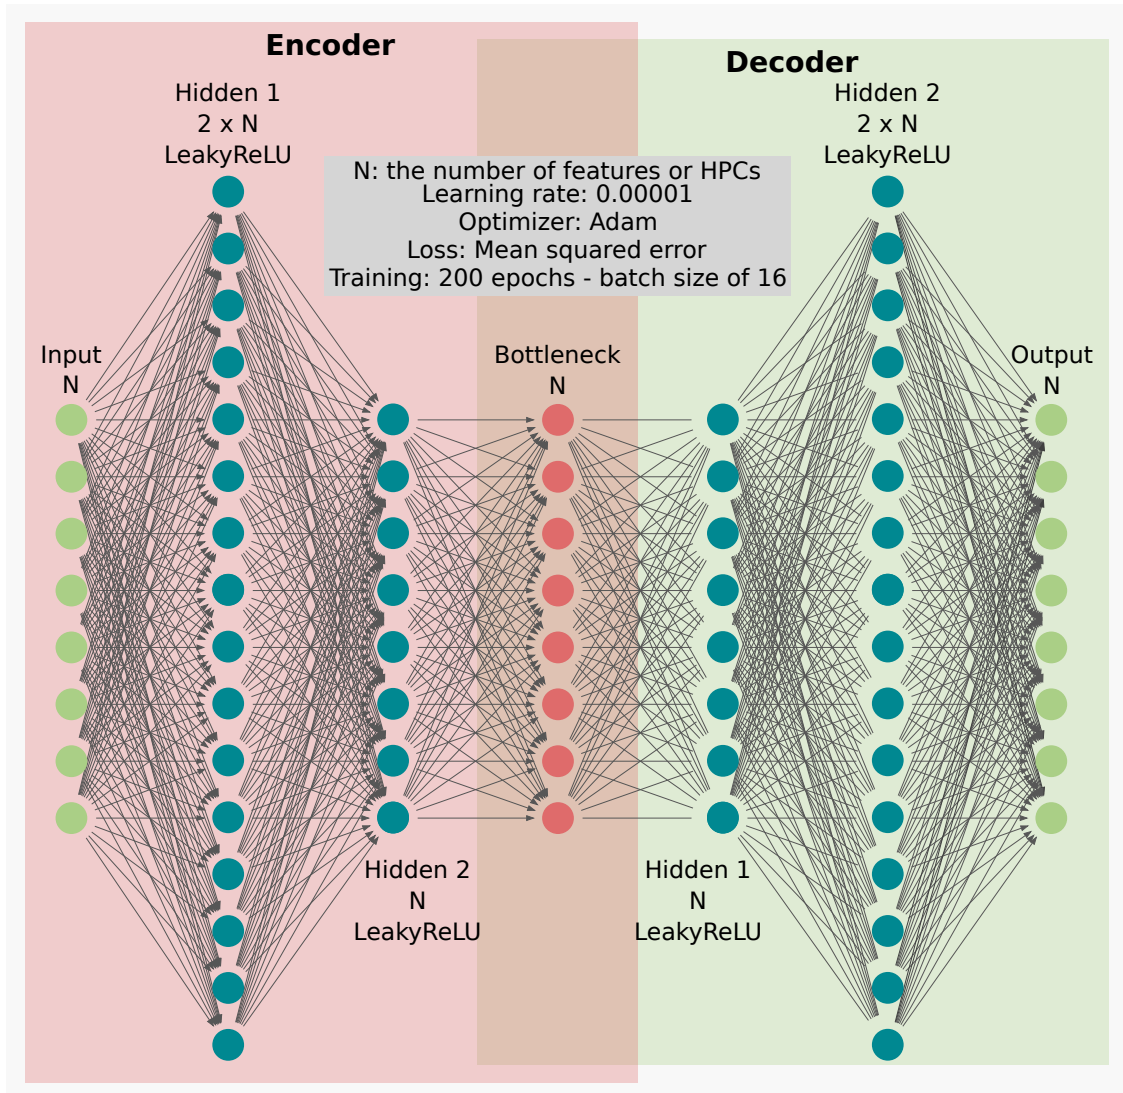 Encoder
Decoder
Hidden 1
2 x N
LeakyReLU
Hidden 2
2 x N
LeakyReLU
N: the number of features or HPCs
Learning rate: 0.00001
Optimizer: Adam
Loss: Mean squared error
Training: 200 epochs - batch size of 16
Input
N
Bottleneck
N
Output
N
Hidden 2
N
LeakyReLU
Hidden 1
N
LeakyReLU